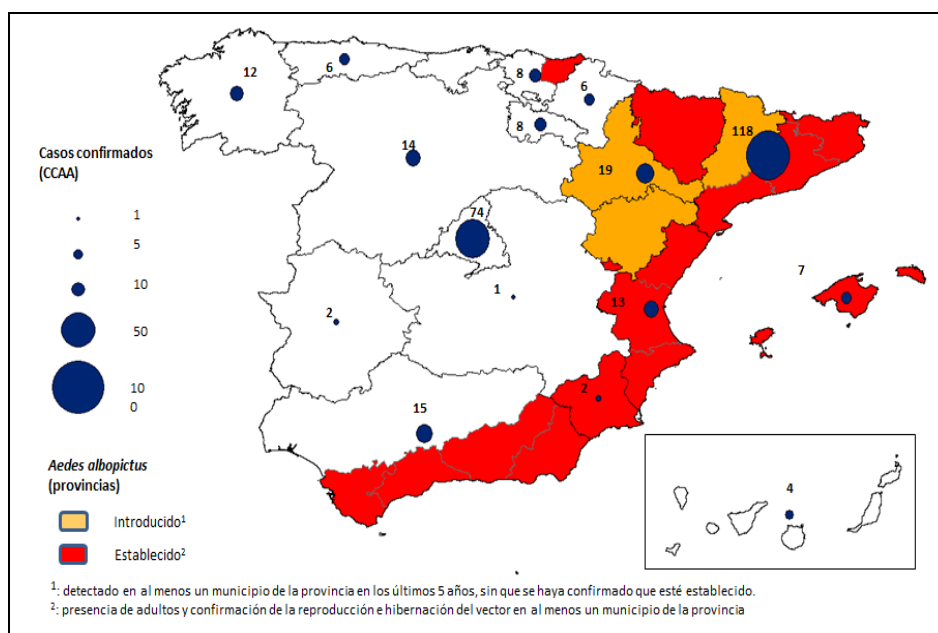 12
6
8
6
8
118
14
19
74
7
1
13
2
2
15
4
Casos confirmados
(CCAA)
1
5
10
50
10
0
Aedes albopictus
(provincias)
Introducido¹
Establecido²
¹: detectado en al menos un municipio de la provincia en los últimos 5 años, sin que se haya confirmado que esté establecido.
²: presencia de adultos y confirmación de la reproducción e hibernación del vector en al menos un municipio de la provincia